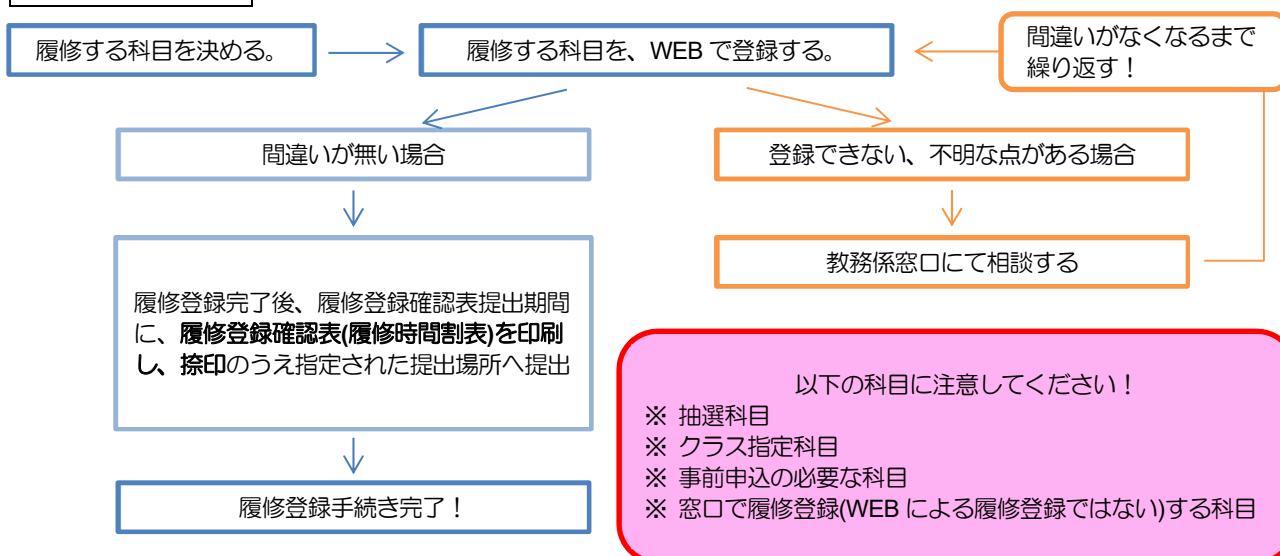 履修する科目を決める。
履修する科目を、WEB で登録する。
間違いがなくなるまで
繰り返す！
間違いが無い場合
登録できない、不明な点がある場合
教務係窓口にて相談する
履修登録完了後、履修登録確認表提出期間
に、履修登録確認表(履修時間割表)を印刷
し、捺印のうえ指定された提出場所へ提出
履修登録手続き完了！
以下の科目に注意してください！
※ 抽選科目
※ クラス指定科目
※ 事前申込の必要な科目
※ 窓口で履修登録(WEB による履修登録ではない)する科目